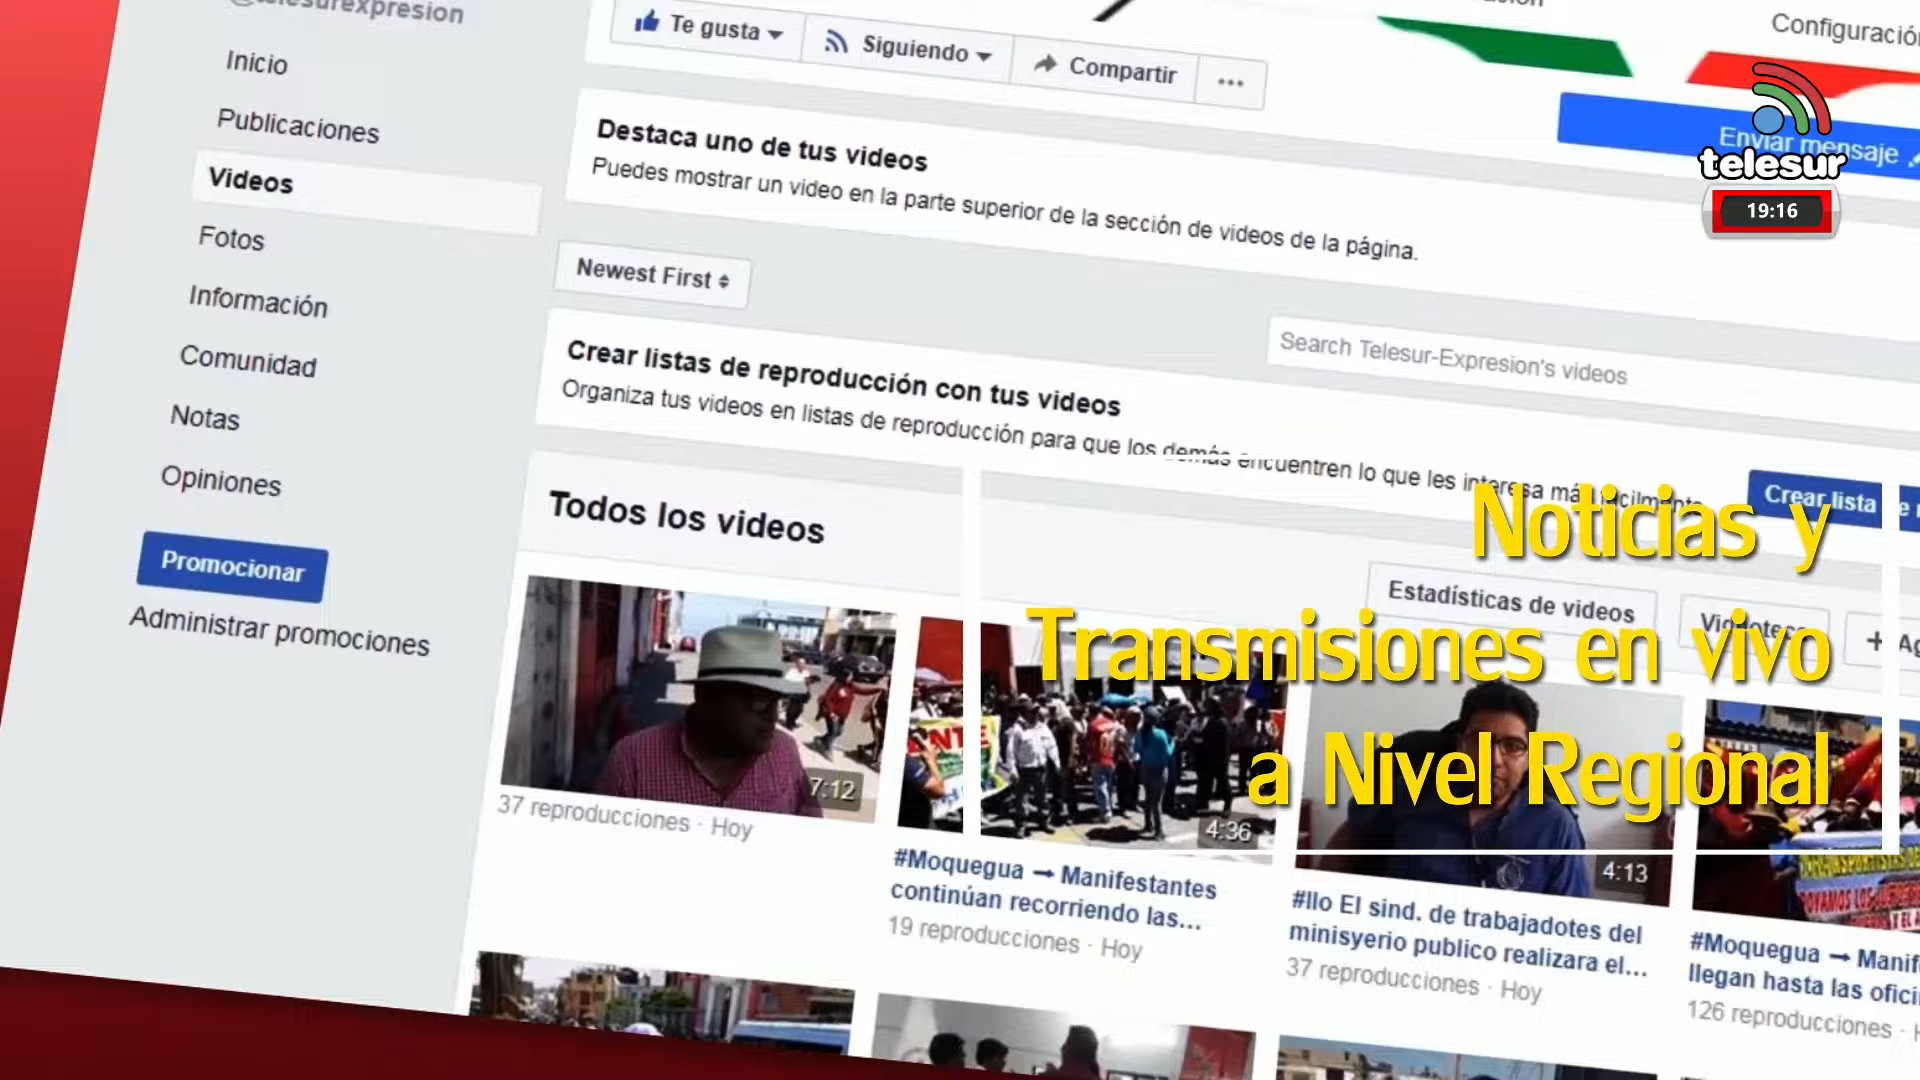 Te gusta
Siguiendo
Compartir
Configuració
Enviar mensaje
telesur
19:16
Inicio
Publicaciones
Videos
Fotos
Información
Comunidad
Notas
Opiniones
Promocionar
Administrar promociones
Destaca uno de tus videos
Puedes mostrar un video en la parte superior de la sección de videos de la página.
Newest First
Search Telesur-Expresion's videos
Crear listas de reproducción con tus videos
Organiza tus videos en listas de reproducción para que los demás encuentren lo que les interesa más fácilmente
Crear lista
Todos los videos
Estadísticas de videos
Noticias y
Transmisiones en vivo
a Nivel Regional
7:12
37 reproducciones · Hoy
4:36
#Moquegua → Manifestantes
continúan recorriendo las...
19 reproducciones · Hoy
4:13
#Ilo El sind. de trabajadotes del
minisyerio publico realizara el...
37 reproducciones · Hoy
#Moquegua → Manif
llegan hasta las ofici
126 reproducciones ·